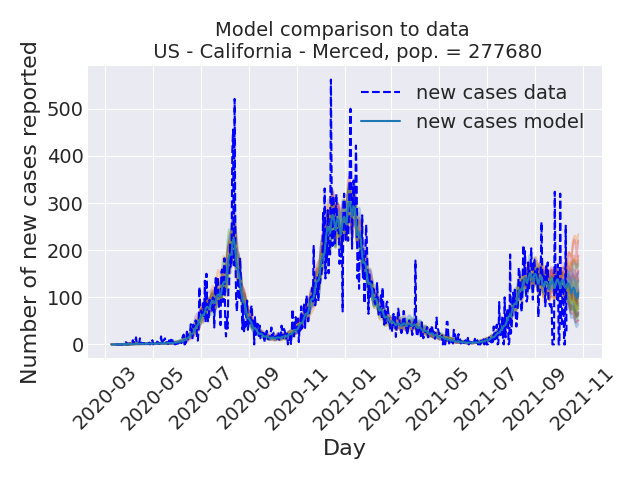 Model comparison to data
US - California - Merced, pop. = 277680
Number of new cases reported
500
400
300
200
100
0
new cases data
new cases model
2020-03
2020-05
2020-07
2020-09
2020-11
2021-01
2021-03
2021-05
2021-07
2021-09
2021-11
Day